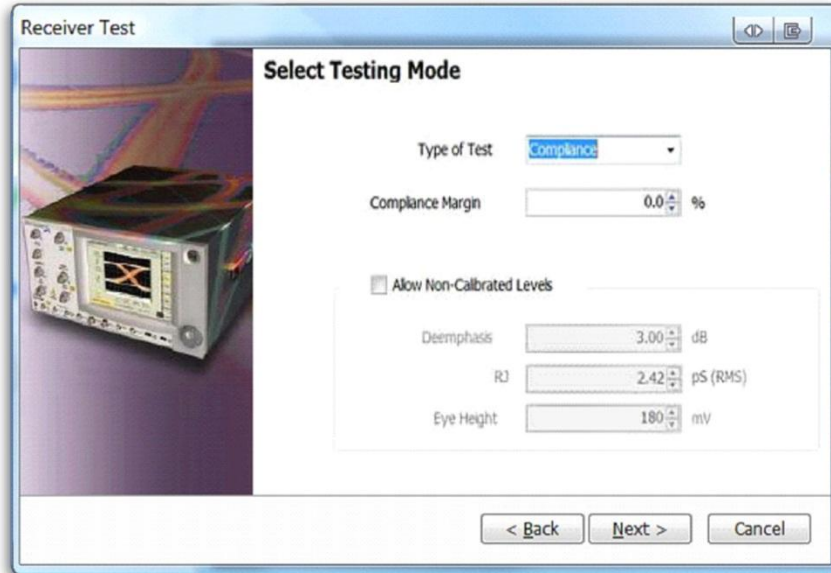 Receiver Test
Select Testing Mode
Type of Test Compliance
Compliance Margin 0.0 %
Allow Non-Calibrated Levels
Deemphasis 3.00 dB
RJ 2.42 pS (RMS)
Eye Height 180 mV
< Back Next > Cancel